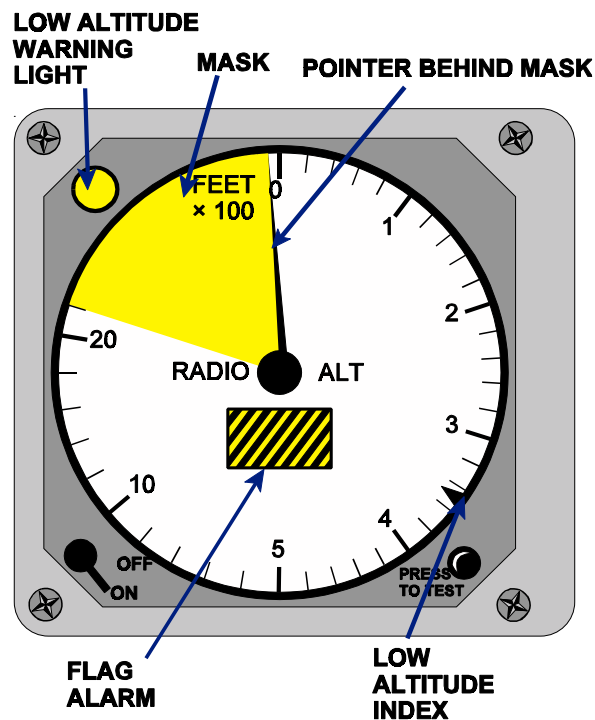 LOW ALTITUDE
WARNING
LIGHT
MASK
POINTER BEHIND MASK
FEET
× 100
0
1
2
3
4
5
10
20
RADIO
ALT
OFF
ON
PRESS
TO TEST
FLAG
ALARM
LOW
ALTITUDE
INDEX